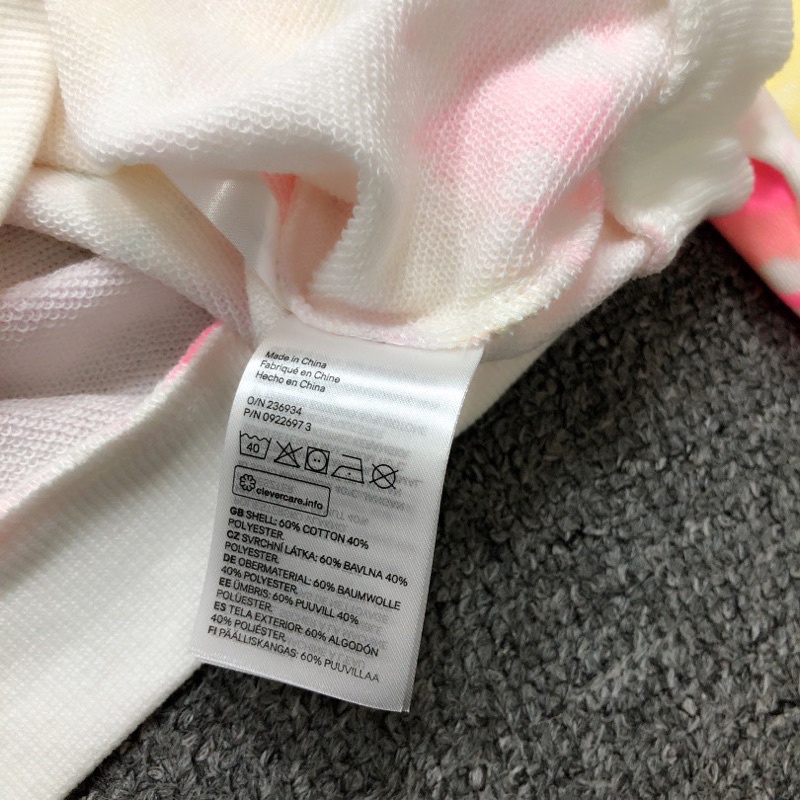 Made in China
Fabriqué en Chine
Hecho en China
O/N 236934
P/N 0922697 3
40
clevercare.info
GB SHELL: 60% COTTON 40%
POLYESTER.
CZ SVRCHNÍ LÁTKA: 60% BAVLNA 40%
POLYESTER.
DE OBERMATERIAL: 60% BAUMWOLLE
40% POLYESTER.
EE ÜMBRIS: 60% PUUVILL 40%
POLÜESTER.
ES TELA EXTERIOR: 60% ALGODÓN
40% POLIÉSTER.
FI PÄÄLLISKANGAS: 60% PUUVILLAA